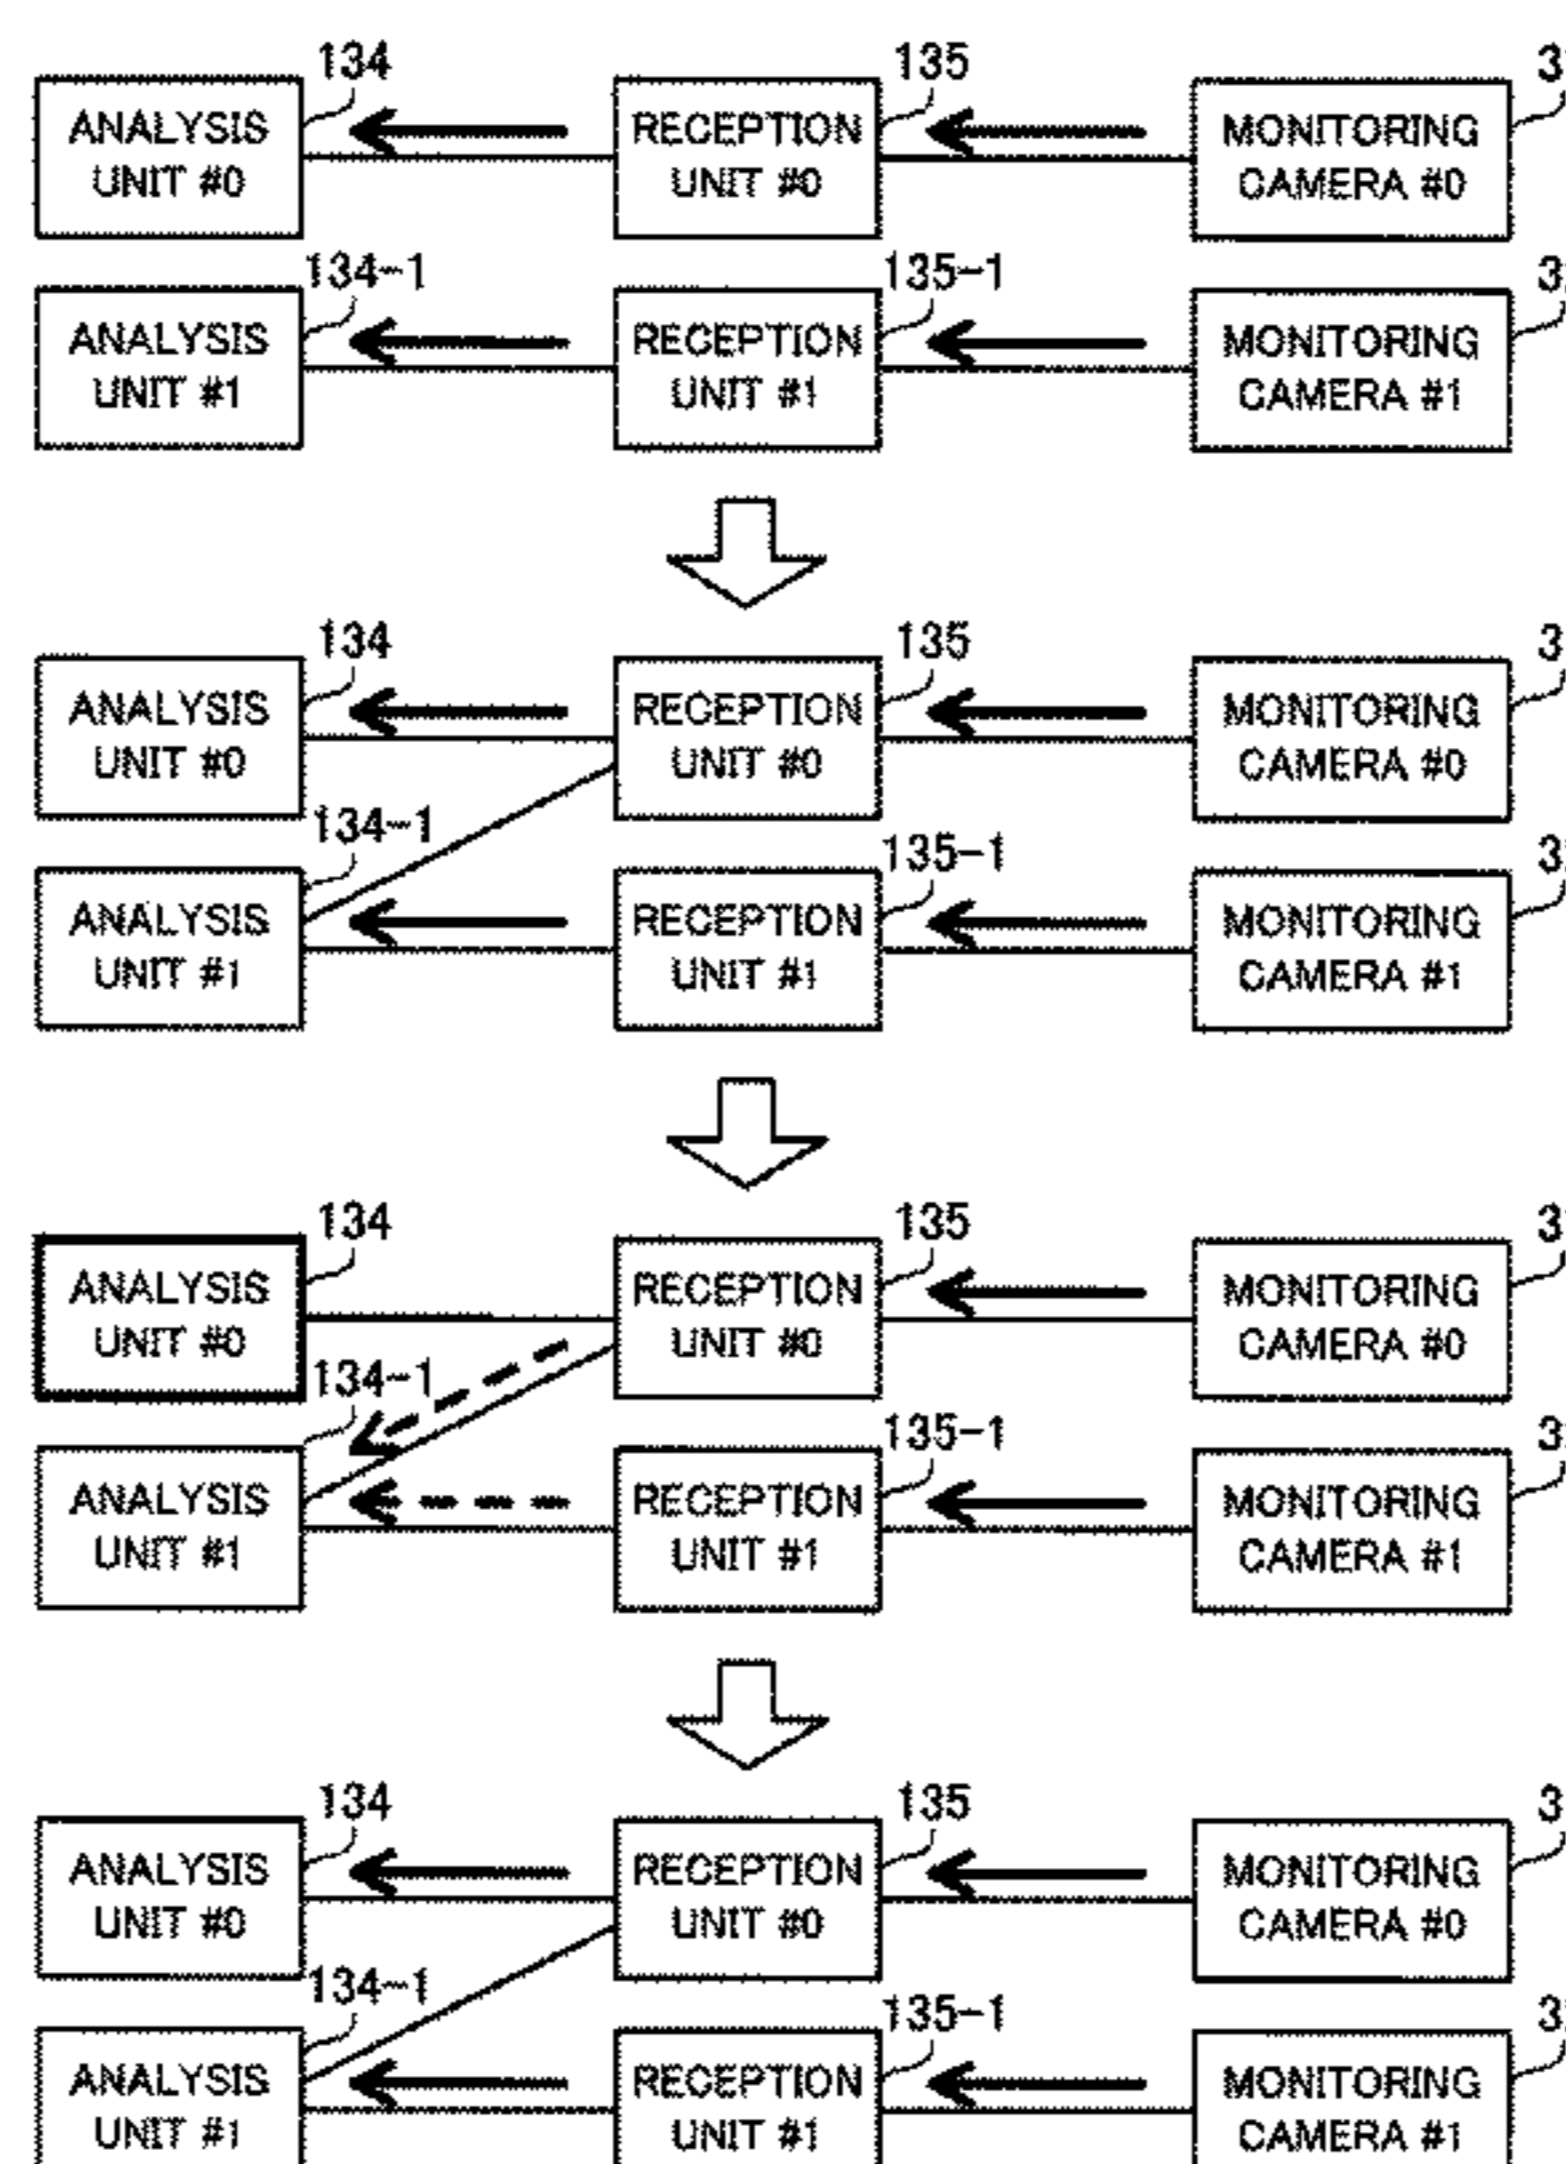 134 135
ANALYSIS UNIT #0
RECEPTION UNIT #0
MONITORING CAMERA #0
134-1 135-1
ANALYSIS UNIT #1
RECEPTION UNIT #1
MONITORING CAMERA #1
134 135
ANALYSIS UNIT #0
RECEPTION UNIT #0
MONITORING CAMERA #0
134-1 135-1
ANALYSIS UNIT #1
RECEPTION UNIT #1
MONITORING CAMERA #1
134 135
ANALYSIS UNIT #0
RECEPTION UNIT #0
MONITORING CAMERA #0
134-1 135-1
ANALYSIS UNIT #1
RECEPTION UNIT #1
MONITORING CAMERA #1
134 135
ANALYSIS UNIT #0
RECEPTION UNIT #0
MONITORING CAMERA #0
134-1 135-1
ANALYSIS UNIT #1
RECEPTION UNIT #1
MONITORING CAMERA #1